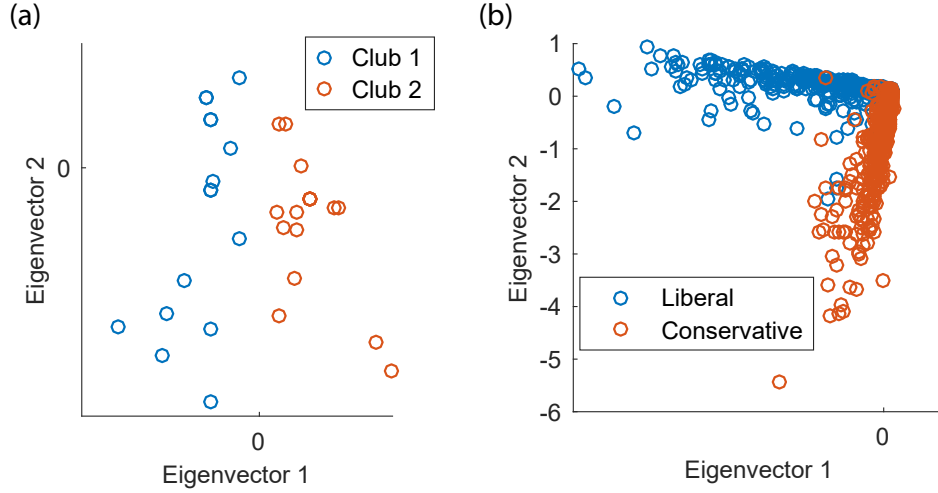 (a)
Club 1
Club 2
0
Eigenvector 2
0
Eigenvector 1
(b)
1
0
-1
-2
-3
-4
-5
-6
Eigenvector 2
Liberal
Conservative
0
Eigenvector 1